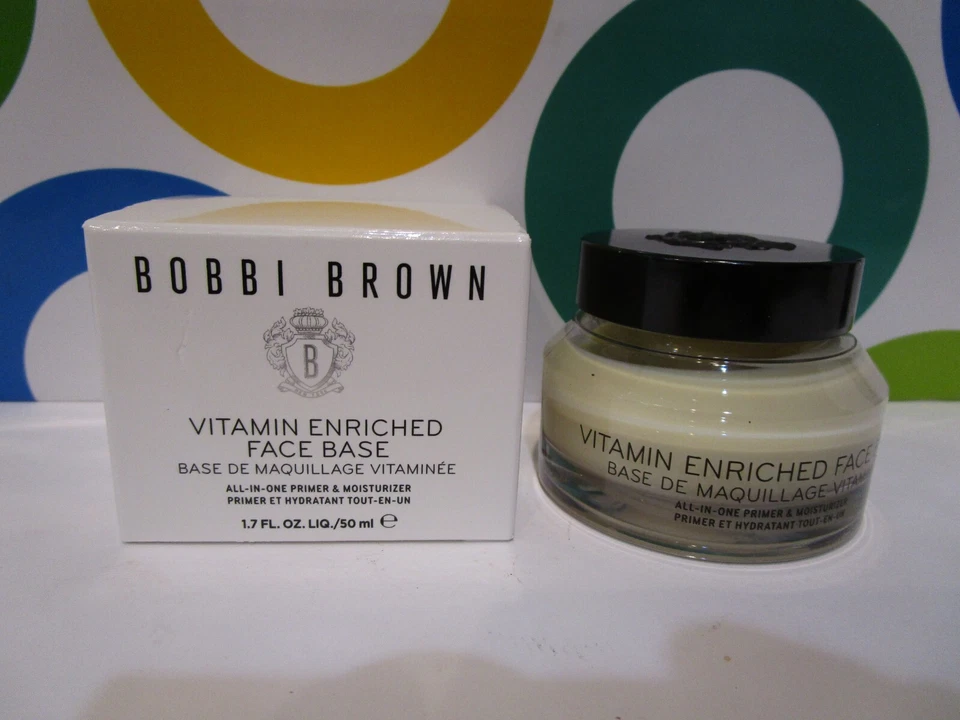 BOBBI BROWN
B
VITAMIN ENRICHED
FACE BASE
BASE DE MAQUILLAGE VITAMINÉE
ALL-IN-ONE PRIMER & MOISTURIZER
PRIMER ET HYDRATANT TOUT-EN-UN
1.7 FL. OZ. LIQ./50 ml ℮
VITAMIN ENRICHED FACE
BASE DE MAQUILLAGE
ALL-IN-ONE PRIMER &
PRIMER ET HYDRATANT TOUT-EN-UN